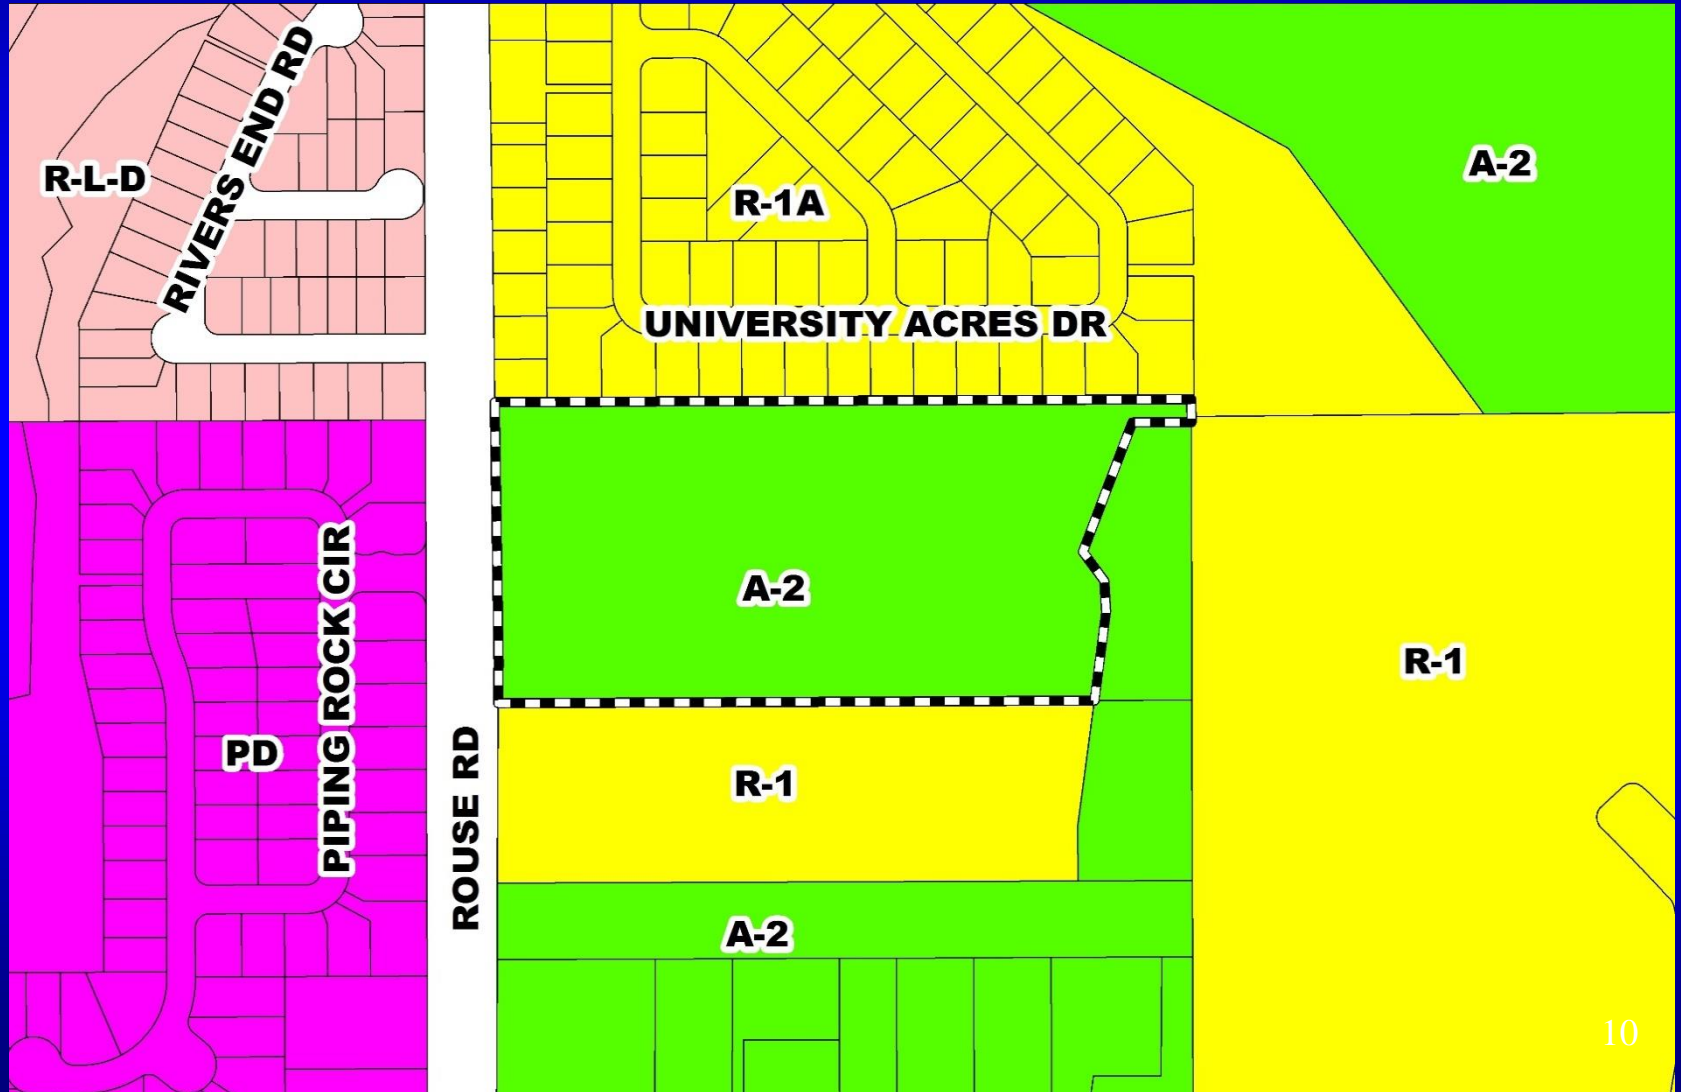 RIVERS END RD
R-L-D
A-2
R-1A
UNIVERSITY ACRES DR
A-2
R-1
PIPING ROCK CIR
PD
ROUSE RD
R-1
A-2
10